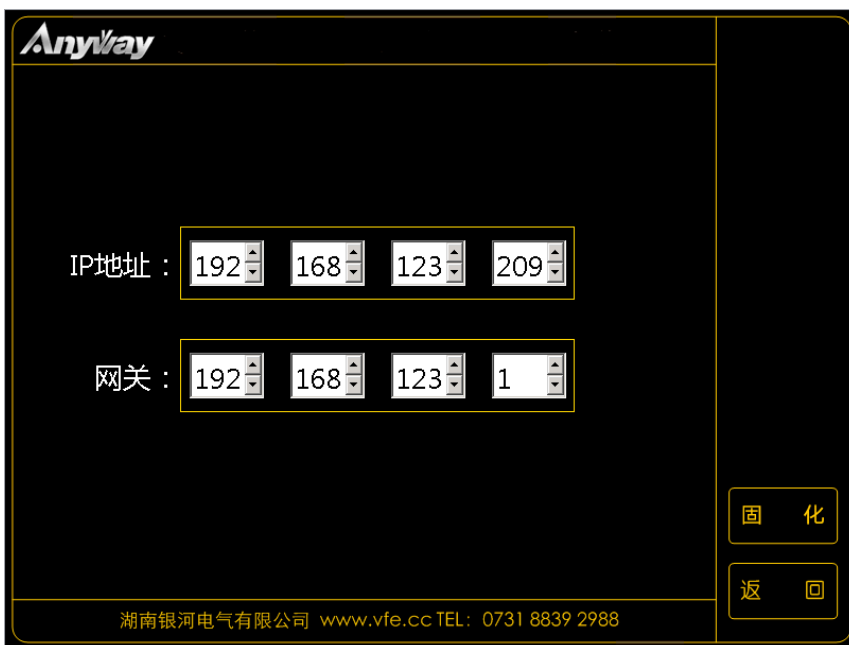 AnyWay
IP地址： 192 168 123 209
网关： 192 168 123 1
固 化
返 回
湖南银河电气有限公司 www.vfe.cc TEL：0731 8839 2988